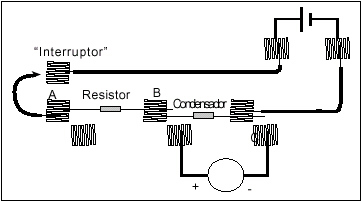 “Interruptor”
A Resistor B Condensador
+ -